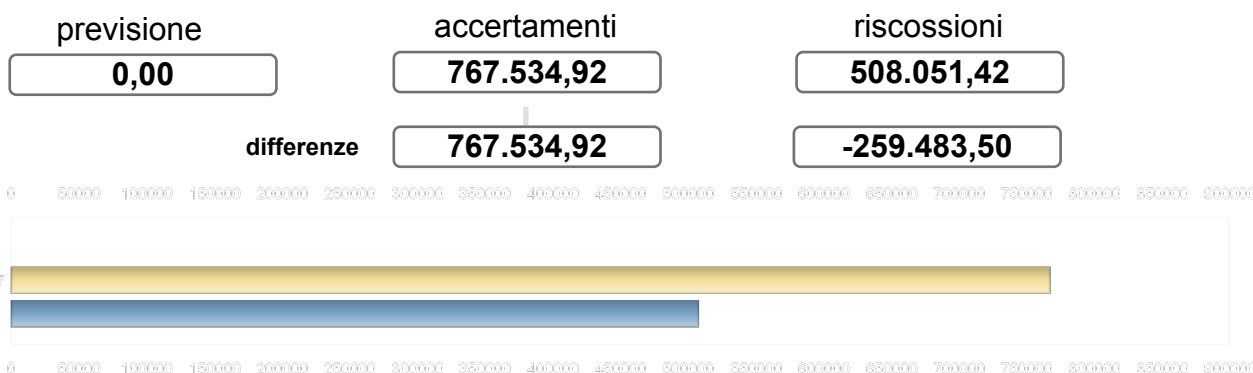 previsione accertamenti riscossioni
0,00 767.534,92 508.051,42
differenze 767.534,92 -259.483,50
0 50000 100000 150000 200000 250000 300000 350000 400000 450000 500000 550000 600000 650000 700000 750000 800000 850000 900000
7
0 50000 100000 150000 200000 250000 300000 350000 400000 450000 500000 550000 600000 650000 700000 750000 800000 850000 900000